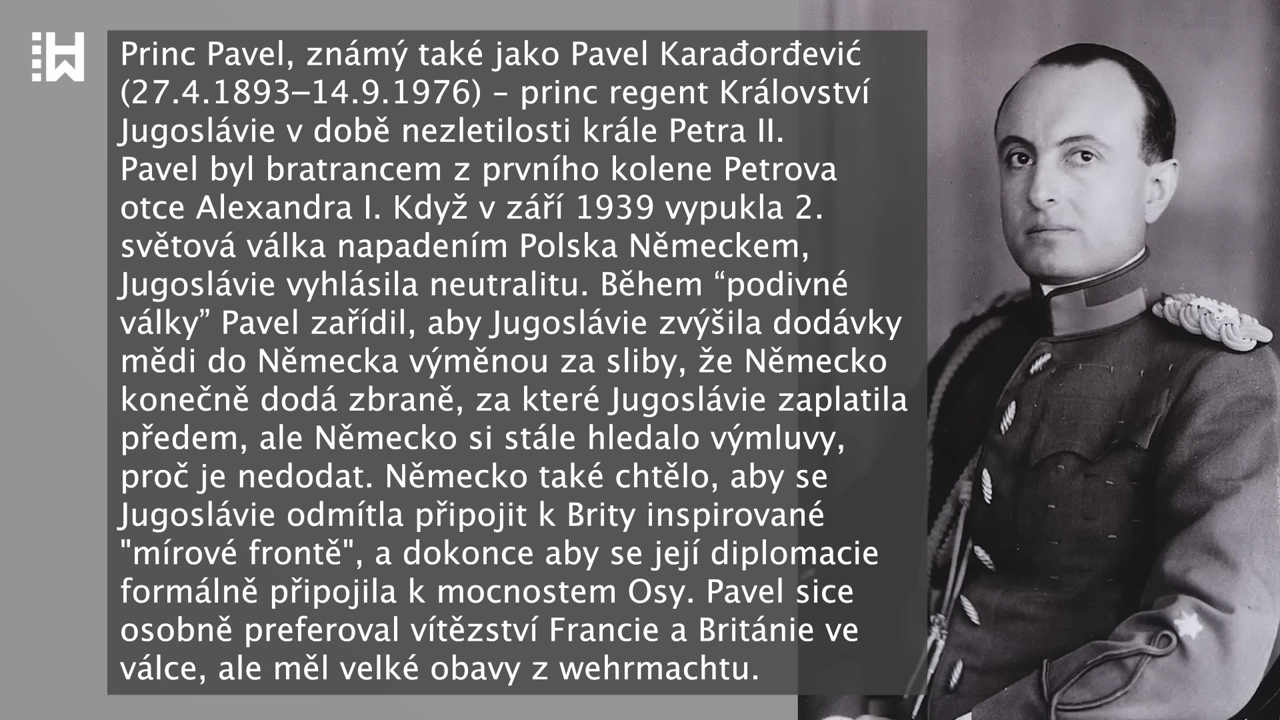 Princ Pavel, známý také jako Pavel Karađorđević
(27.4.1893–14.9.1976) – princ regent Království
Jugoslávie v době nezletilosti krále Petra II.
Pavel byl bratrancem z prvního kolene Petrova
otce Alexandra I. Když v září 1939 vypukla 2.
světová válka napadením Polska Německem,
Jugoslávie vyhlásila neutralitu. Během “podivné
války” Pavel zařídil, aby Jugoslávie zvýšila dodávky
mědi do Německa výměnou za sliby, že Německo
konečně dodá zbraně, za které Jugoslávie zaplatila
předem, ale Německo si stále hledalo výmluvy,
proč je nedodat. Německo také chtělo, aby se
Jugoslávie odmítla připojit k Brity inspirované
"mírové frontě", a dokonce aby se její diplomacie
formálně připojila k mocnostem Osy. Pavel sice
osobně preferoval vítězství Francie a Británie ve
válce, ale měl velké obavy z wehrmachtu.